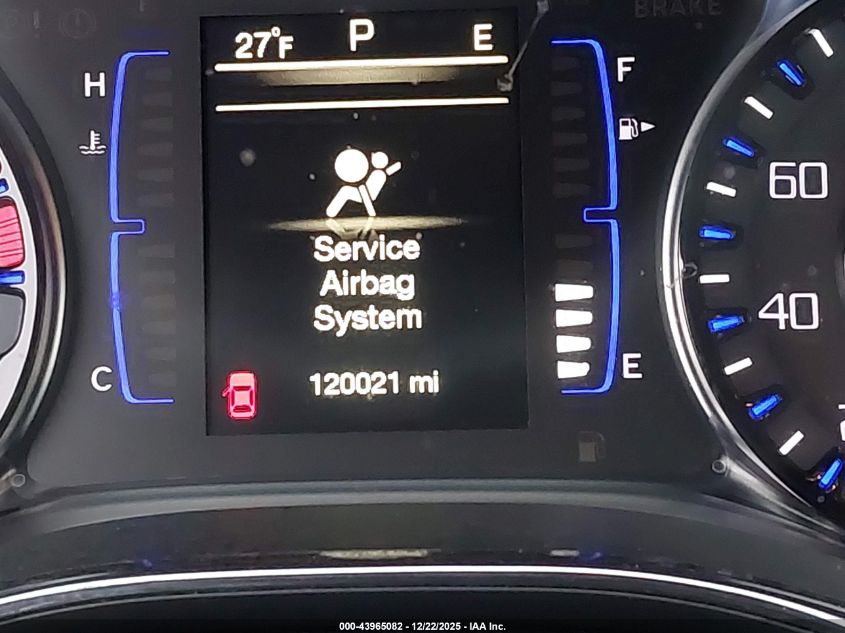 BRAKE
27°F P E
H
F
60
Service
Airbag
System
40
C
E
120021 mi
000-43965082 - 12/22/2025 - IAA Inc.